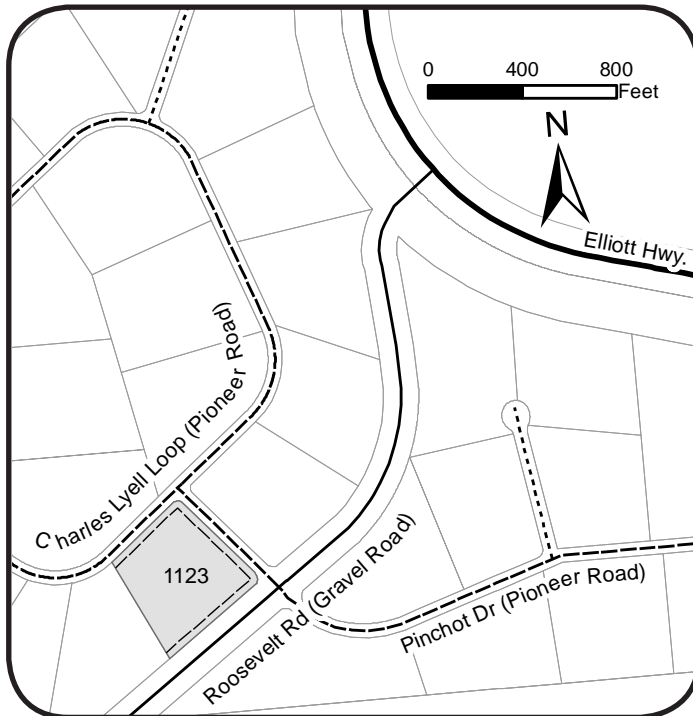 0 400 800
Feet
N
Elliott Hwy.
Charles Lyell Loop (Pioneer Road)
1123
Roosevelt Rd (Gravel Road)
Pinchot Dr (Pioneer Road)